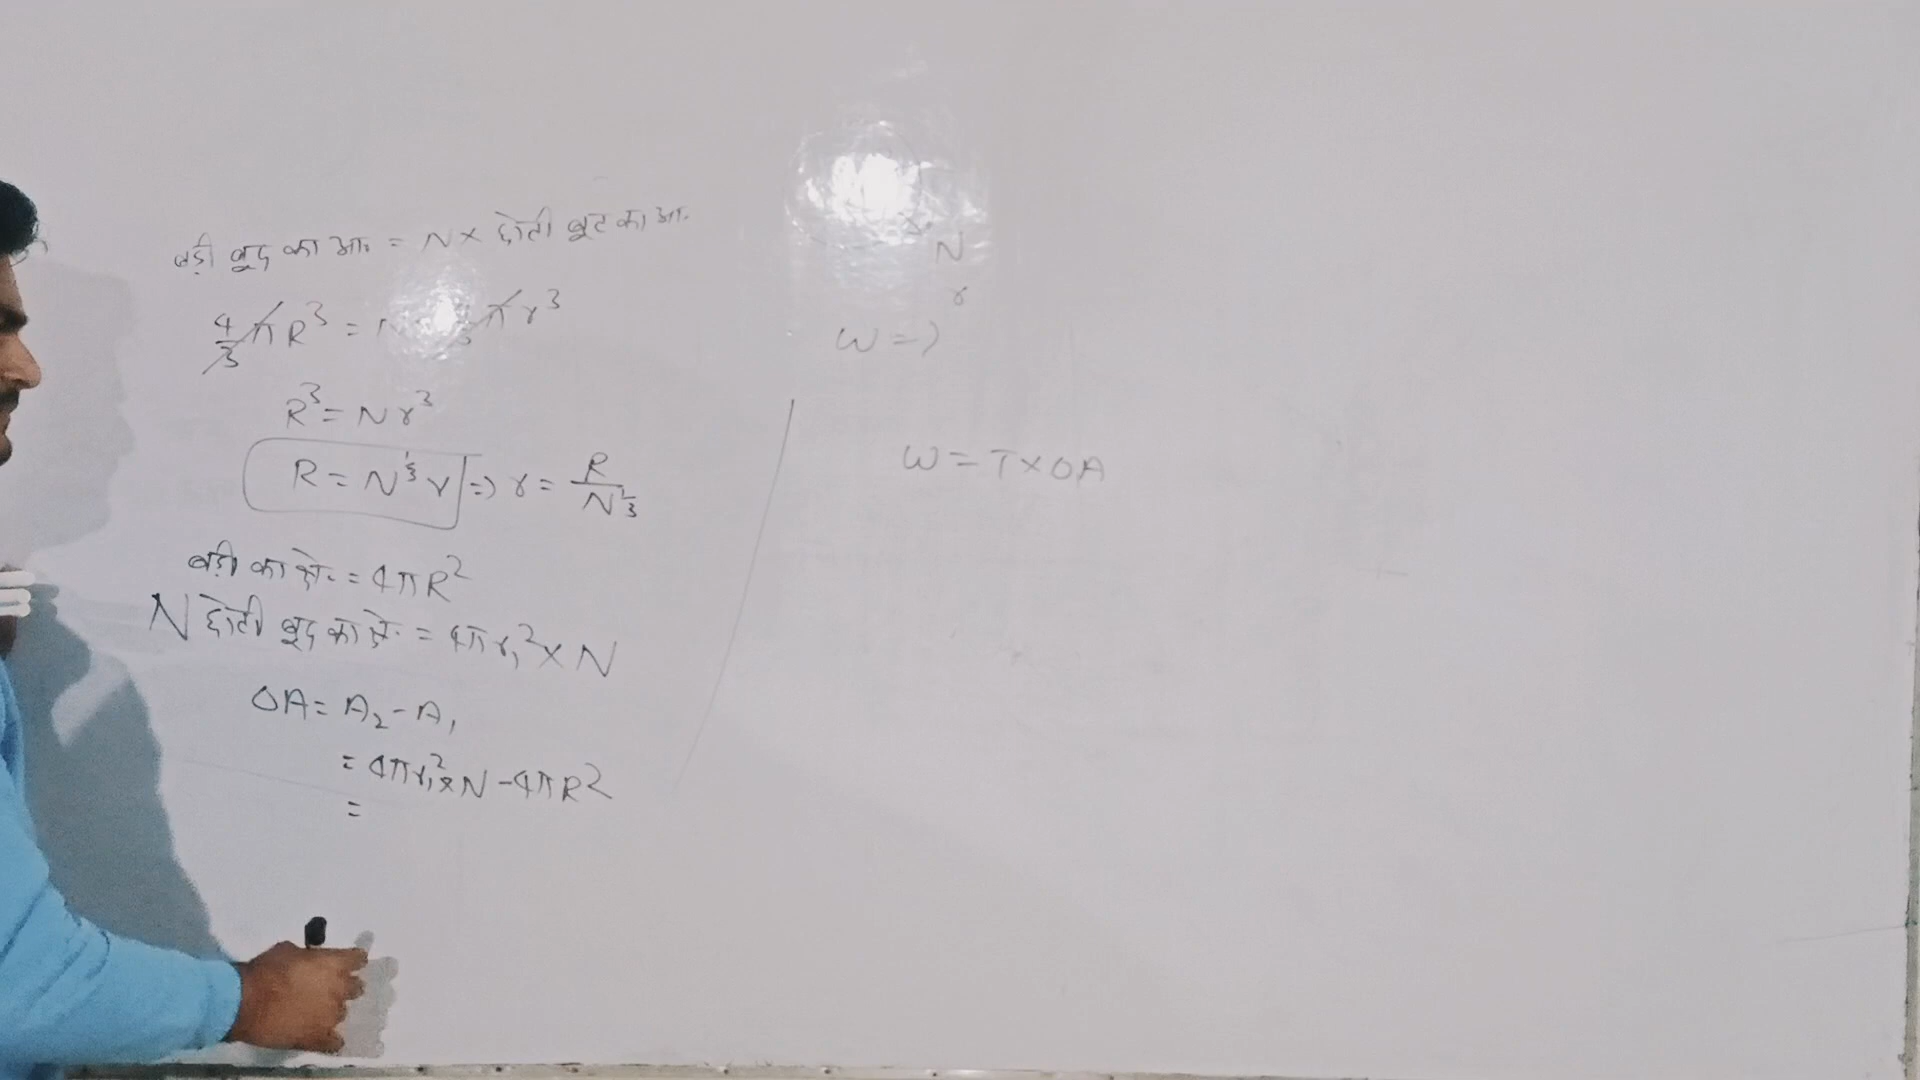 बड़ी बूद का आ. = N × छोटी बूद का आ.
4/3 π R³ = N 3 π r³
R³ = N r³
R = N^1/3 r ⇒ r = R / N^1/3
बड़ी का क्षे. = 4πR²
N छोटी बूद का क्षे. = 4πr₁² × N
ΔA = A₂ - A₁
= 4πr₁² × N - 4πR²
=
N
r
W ⇒
W = T × ΔA